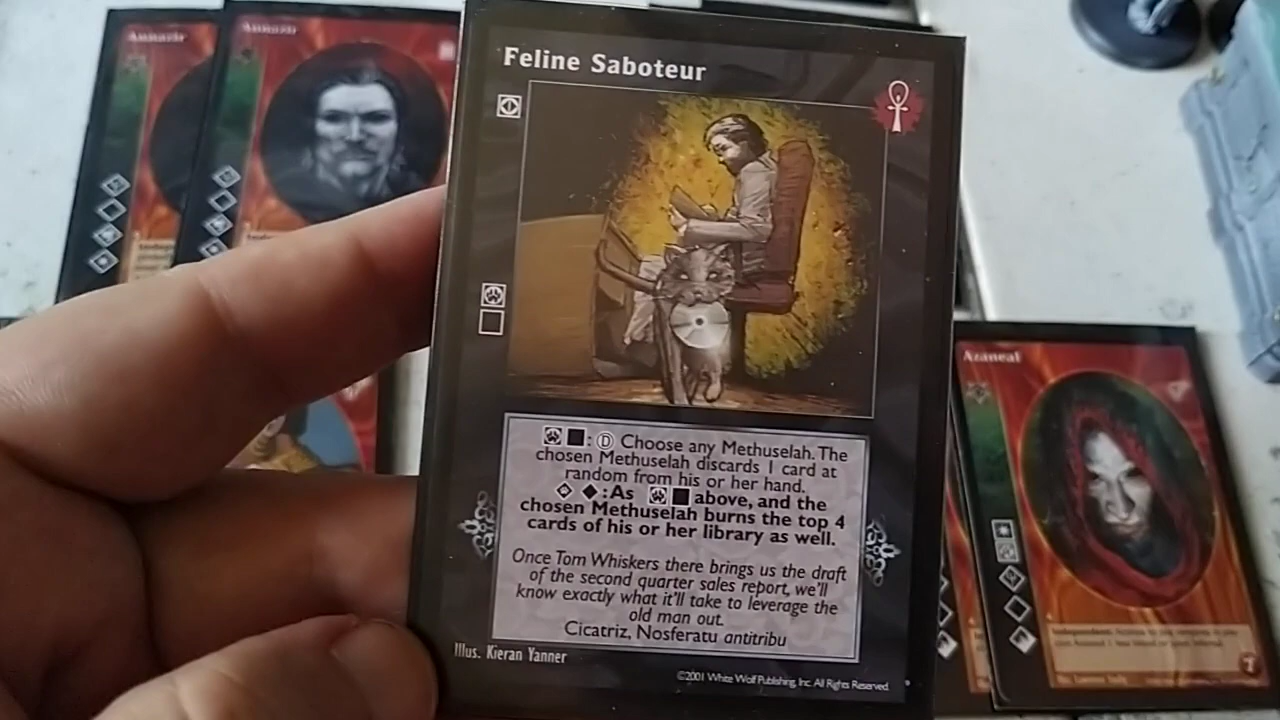 Aunazir
Aunazir
Feline Saboteur
: D Choose any Methuselah. The
chosen Methuselah discards 1 card at
random from his or her hand.
:As above, and the
chosen Methuselah burns the top 4
cards of his or her library as well.
Once Tom Whiskers there brings us the draft
of the second quarter sales report, we'll
know exactly what it'll take to leverage the
old man out.
Cicatriz, Nosferatu antitribu
Illus. Kieran Yanner
©2001 White Wolf Publishing, Inc. All Rights Reserved.
Azaneal
Independent: